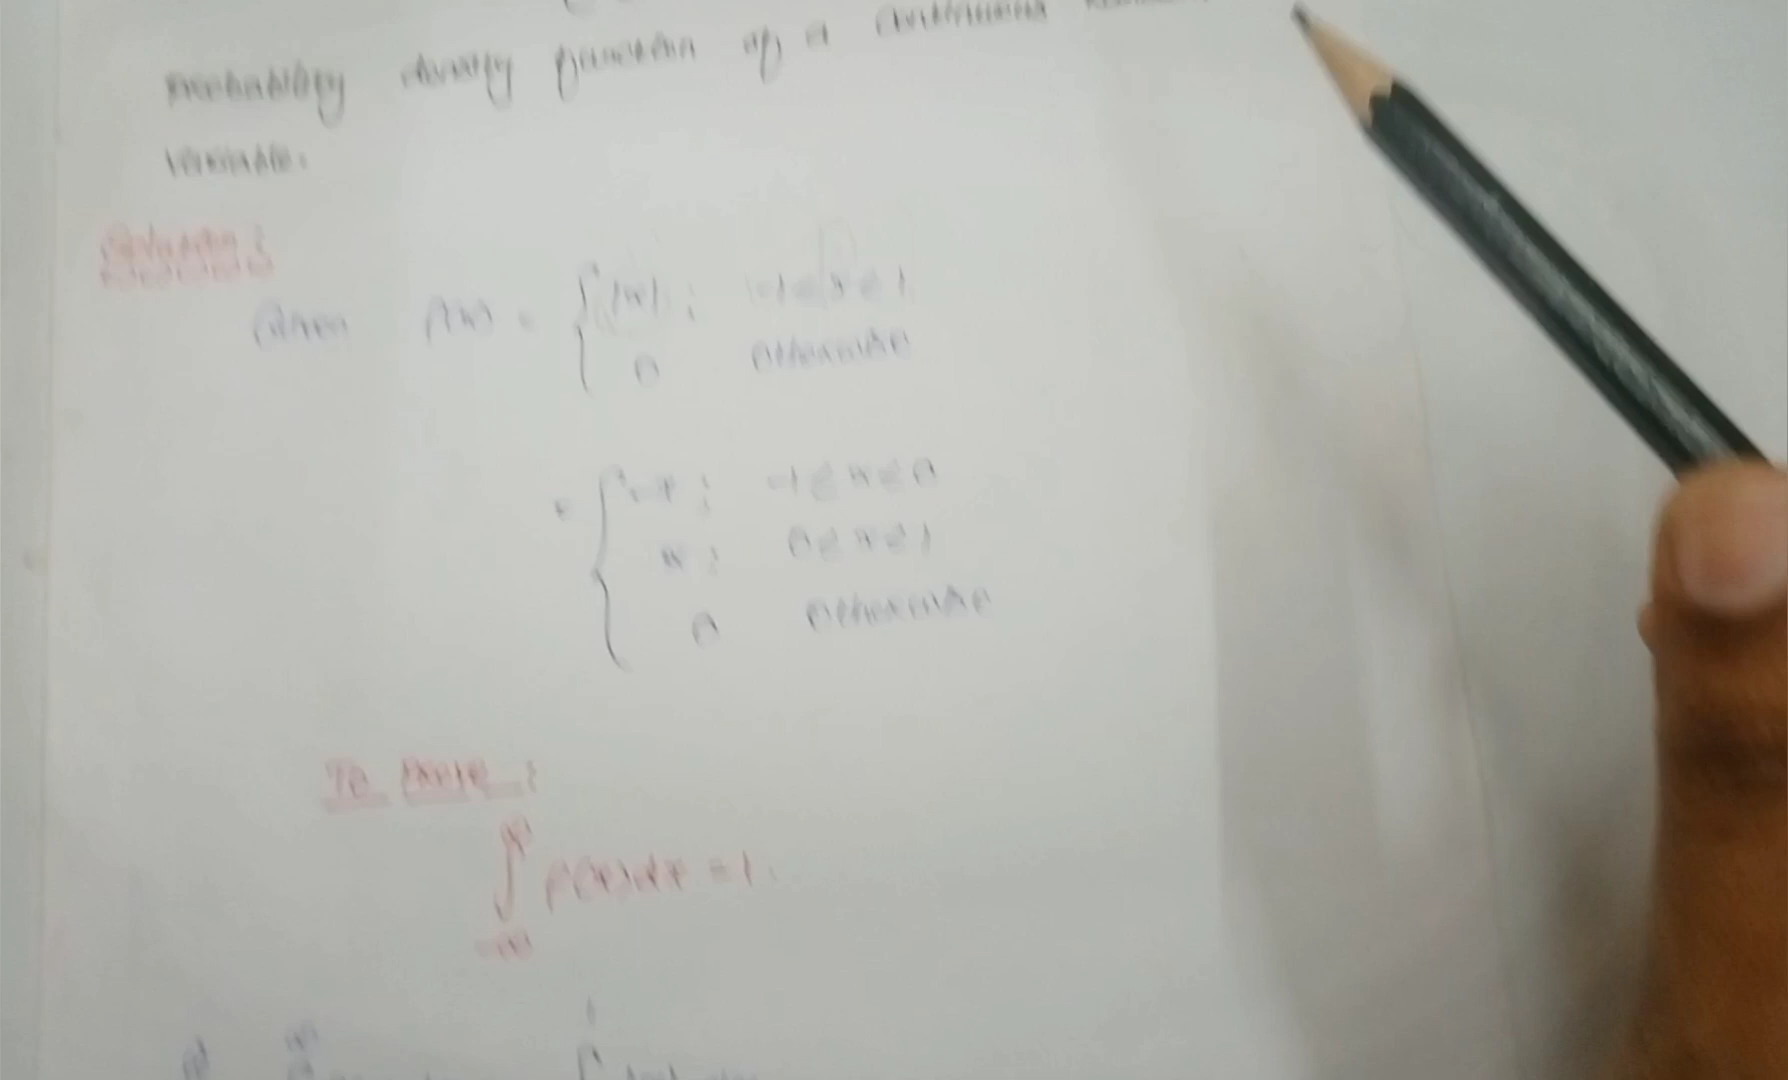 probability density function of a continuous
variable.
Solution:
Given f(x) = { |x| ; -1 ≤ x ≤ 1
0 otherwise
= { -x ; -1 ≤ x ≤ 0
x ; 0 ≤ x ≤ 1
0 otherwise
To Prove :
∫_{-∞}^{∞} f(x)dx = 1.